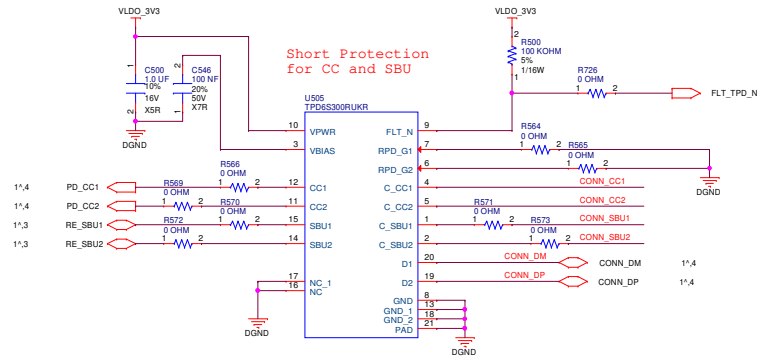 VLDO_3V3
VLDO_3V3
Short Protection
for CC and SBU
2
R500
100 KOHM
5%
1/16W
1
R726
0 OHM
1 2
FLT_TPD_N
1
C500
1.0 UF
10%
16V
X5R
2
2
C546
100 NF
20%
50V
X7R
1
DGND
U505
TPD6S300RUKR
10 VPWR
3 VBIAS
12 CC1
11 CC2
15 SBU1
14 SBU2
17 NC_1
16 NC
FLT_N 9
RPD_G1 7
RPD_G2 6
C_CC1 4
C_CC2 5
C_SBU1 1
C_SBU2 2
D1 20
D2 19
GND 8
GND_1 13
GND_2 18
PAD 21
R564
0 OHM
1 2
R565
0 OHM
1 2
DGND
1^,4 PD_CC1
R566
0 OHM
1 2
1^,4 PD_CC2
R569
0 OHM
1 2
1^,3 RE_SBU1
R570
0 OHM
1 2
1^,3 RE_SBU2
R572
0 OHM
1 2
CONN_CC1
CONN_CC2
R571
0 OHM
1 2
CONN_SBU1
R573
0 OHM
1 2
CONN_SBU2
CONN_DM
CONN_DM 1^,4
CONN_DP
CONN_DP 1^,4
DGND
DGND